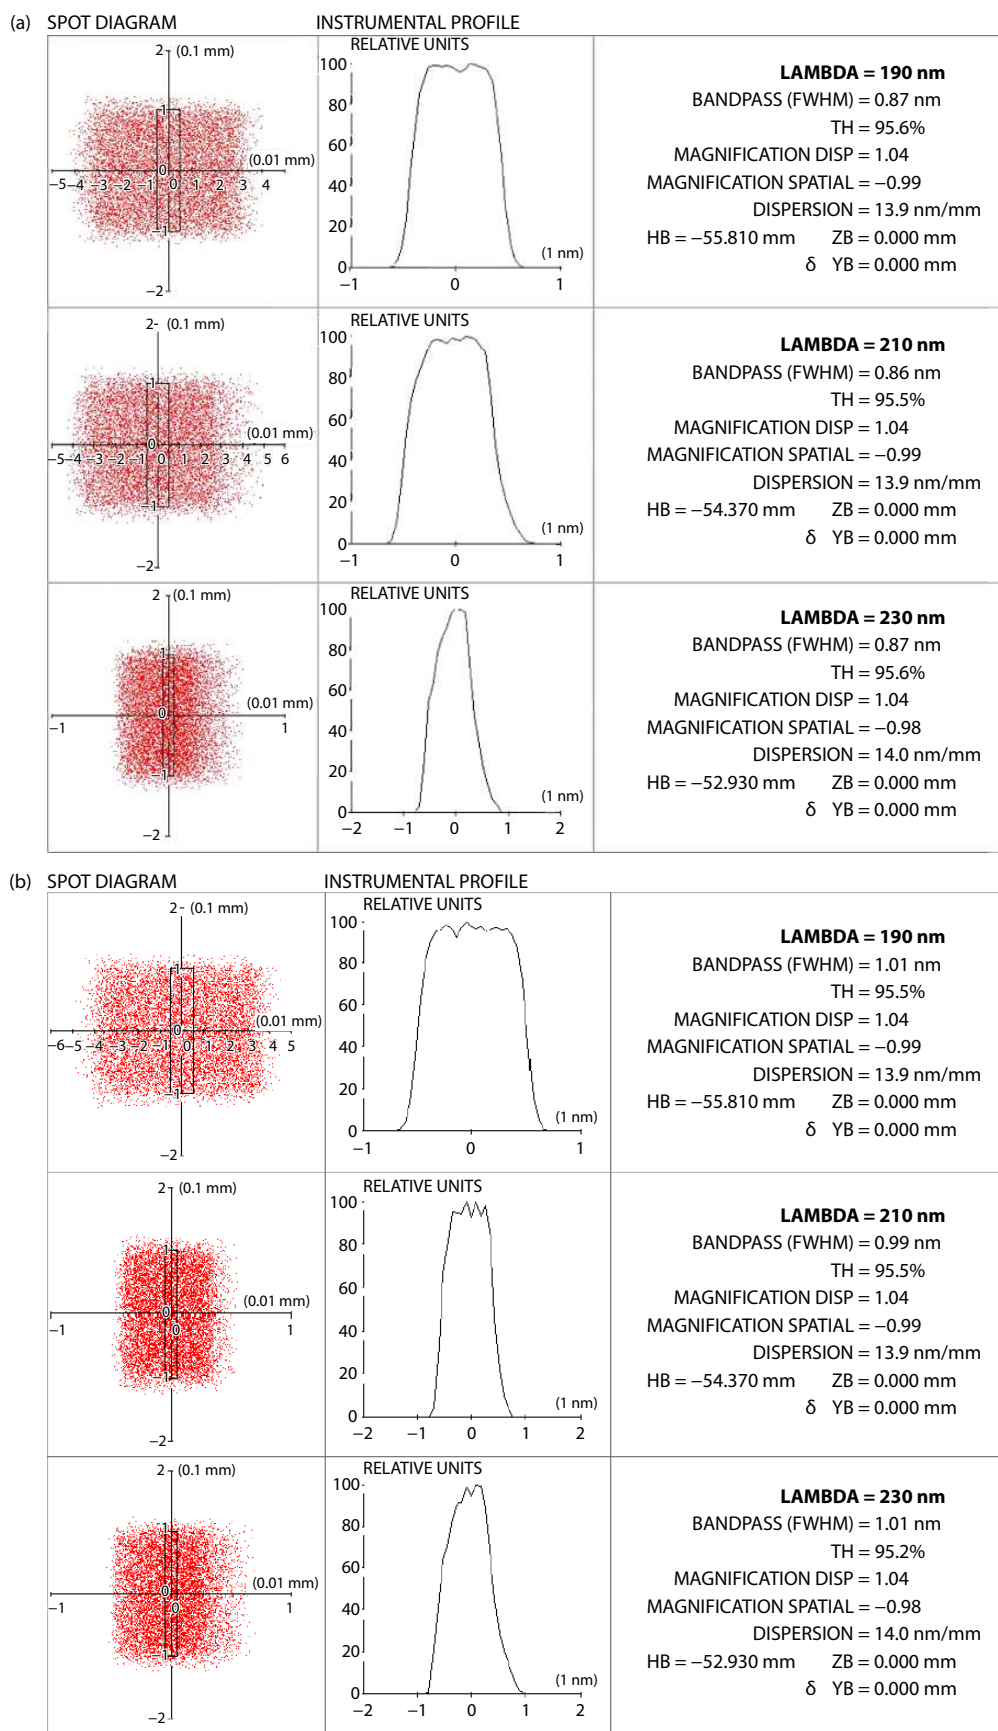 (a) SPOT DIAGRAM INSTRUMENTAL PROFILE
2 (0.1 mm)
1
0
(0.01 mm)
−5 −4 −3 −2 −1 0 1 2 3 4
−1
−2
RELATIVE UNITS
100
80
60
40
20
0
(1 nm)
−1 0 1
LAMBDA = 190 nm
BANDPASS (FWHM) = 0.87 nm
TH = 95.6%
MAGNIFICATION DISP = 1.04
MAGNIFICATION SPATIAL = −0.99
DISPERSION = 13.9 nm/mm
HB = −55.810 mm ZB = 0.000 mm
δ YB = 0.000 mm
2 (0.1 mm)
1
0
(0.01 mm)
−5 −4 −3 −2 −1 0 1 2 3 4 5 6
−1
−2
RELATIVE UNITS
100
80
60
40
20
0
(1 nm)
−1 0 1
LAMBDA = 210 nm
BANDPASS (FWHM) = 0.86 nm
TH = 95.5%
MAGNIFICATION DISP = 1.04
MAGNIFICATION SPATIAL = −0.99
DISPERSION = 13.9 nm/mm
HB = −54.370 mm ZB = 0.000 mm
δ YB = 0.000 mm
2 (0.1 mm)
1
0
(0.01 mm)
−1 0 1
−1
−2
RELATIVE UNITS
100
80
60
40
20
0
(1 nm)
−2 −1 0 1 2
LAMBDA = 230 nm
BANDPASS (FWHM) = 0.87 nm
TH = 95.6%
MAGNIFICATION DISP = 1.04
MAGNIFICATION SPATIAL = −0.98
DISPERSION = 14.0 nm/mm
HB = −52.930 mm ZB = 0.000 mm
δ YB = 0.000 mm
(b) SPOT DIAGRAM INSTRUMENTAL PROFILE
2 (0.1 mm)
1
0
(0.01 mm)
−6 −5 −4 −3 −2 −1 0 1 2 3 4 5
−1
−2
RELATIVE UNITS
100
80
60
40
20
0
(1 nm)
−1 0 1
LAMBDA = 190 nm
BANDPASS (FWHM) = 1.01 nm
TH = 95.5%
MAGNIFICATION DISP = 1.04
MAGNIFICATION SPATIAL = −0.99
DISPERSION = 13.9 nm/mm
HB = −55.810 mm ZB = 0.000 mm
δ YB = 0.000 mm
2 (0.1 mm)
1
0
(0.01 mm)
−1 0 1
−1
−2
RELATIVE UNITS
100
80
60
40
20
0
(1 nm)
−2 −1 0 1 2
LAMBDA = 210 nm
BANDPASS (FWHM) = 0.99 nm
TH = 95.5%
MAGNIFICATION DISP = 1.04
MAGNIFICATION SPATIAL = −0.99
DISPERSION = 13.9 nm/mm
HB = −54.370 mm ZB = 0.000 mm
δ YB = 0.000 mm
2 (0.1 mm)
1
0
(0.01 mm)
−1 0 1
−1
−2
RELATIVE UNITS
100
80
60
40
20
0
(1 nm)
−2 −1 0 1 2
LAMBDA = 230 nm
BANDPASS (FWHM) = 1.01 nm
TH = 95.2%
MAGNIFICATION DISP = 1.04
MAGNIFICATION SPATIAL = −0.98
DISPERSION = 14.0 nm/mm
HB = −52.930 mm ZB = 0.000 mm
δ YB = 0.000 mm